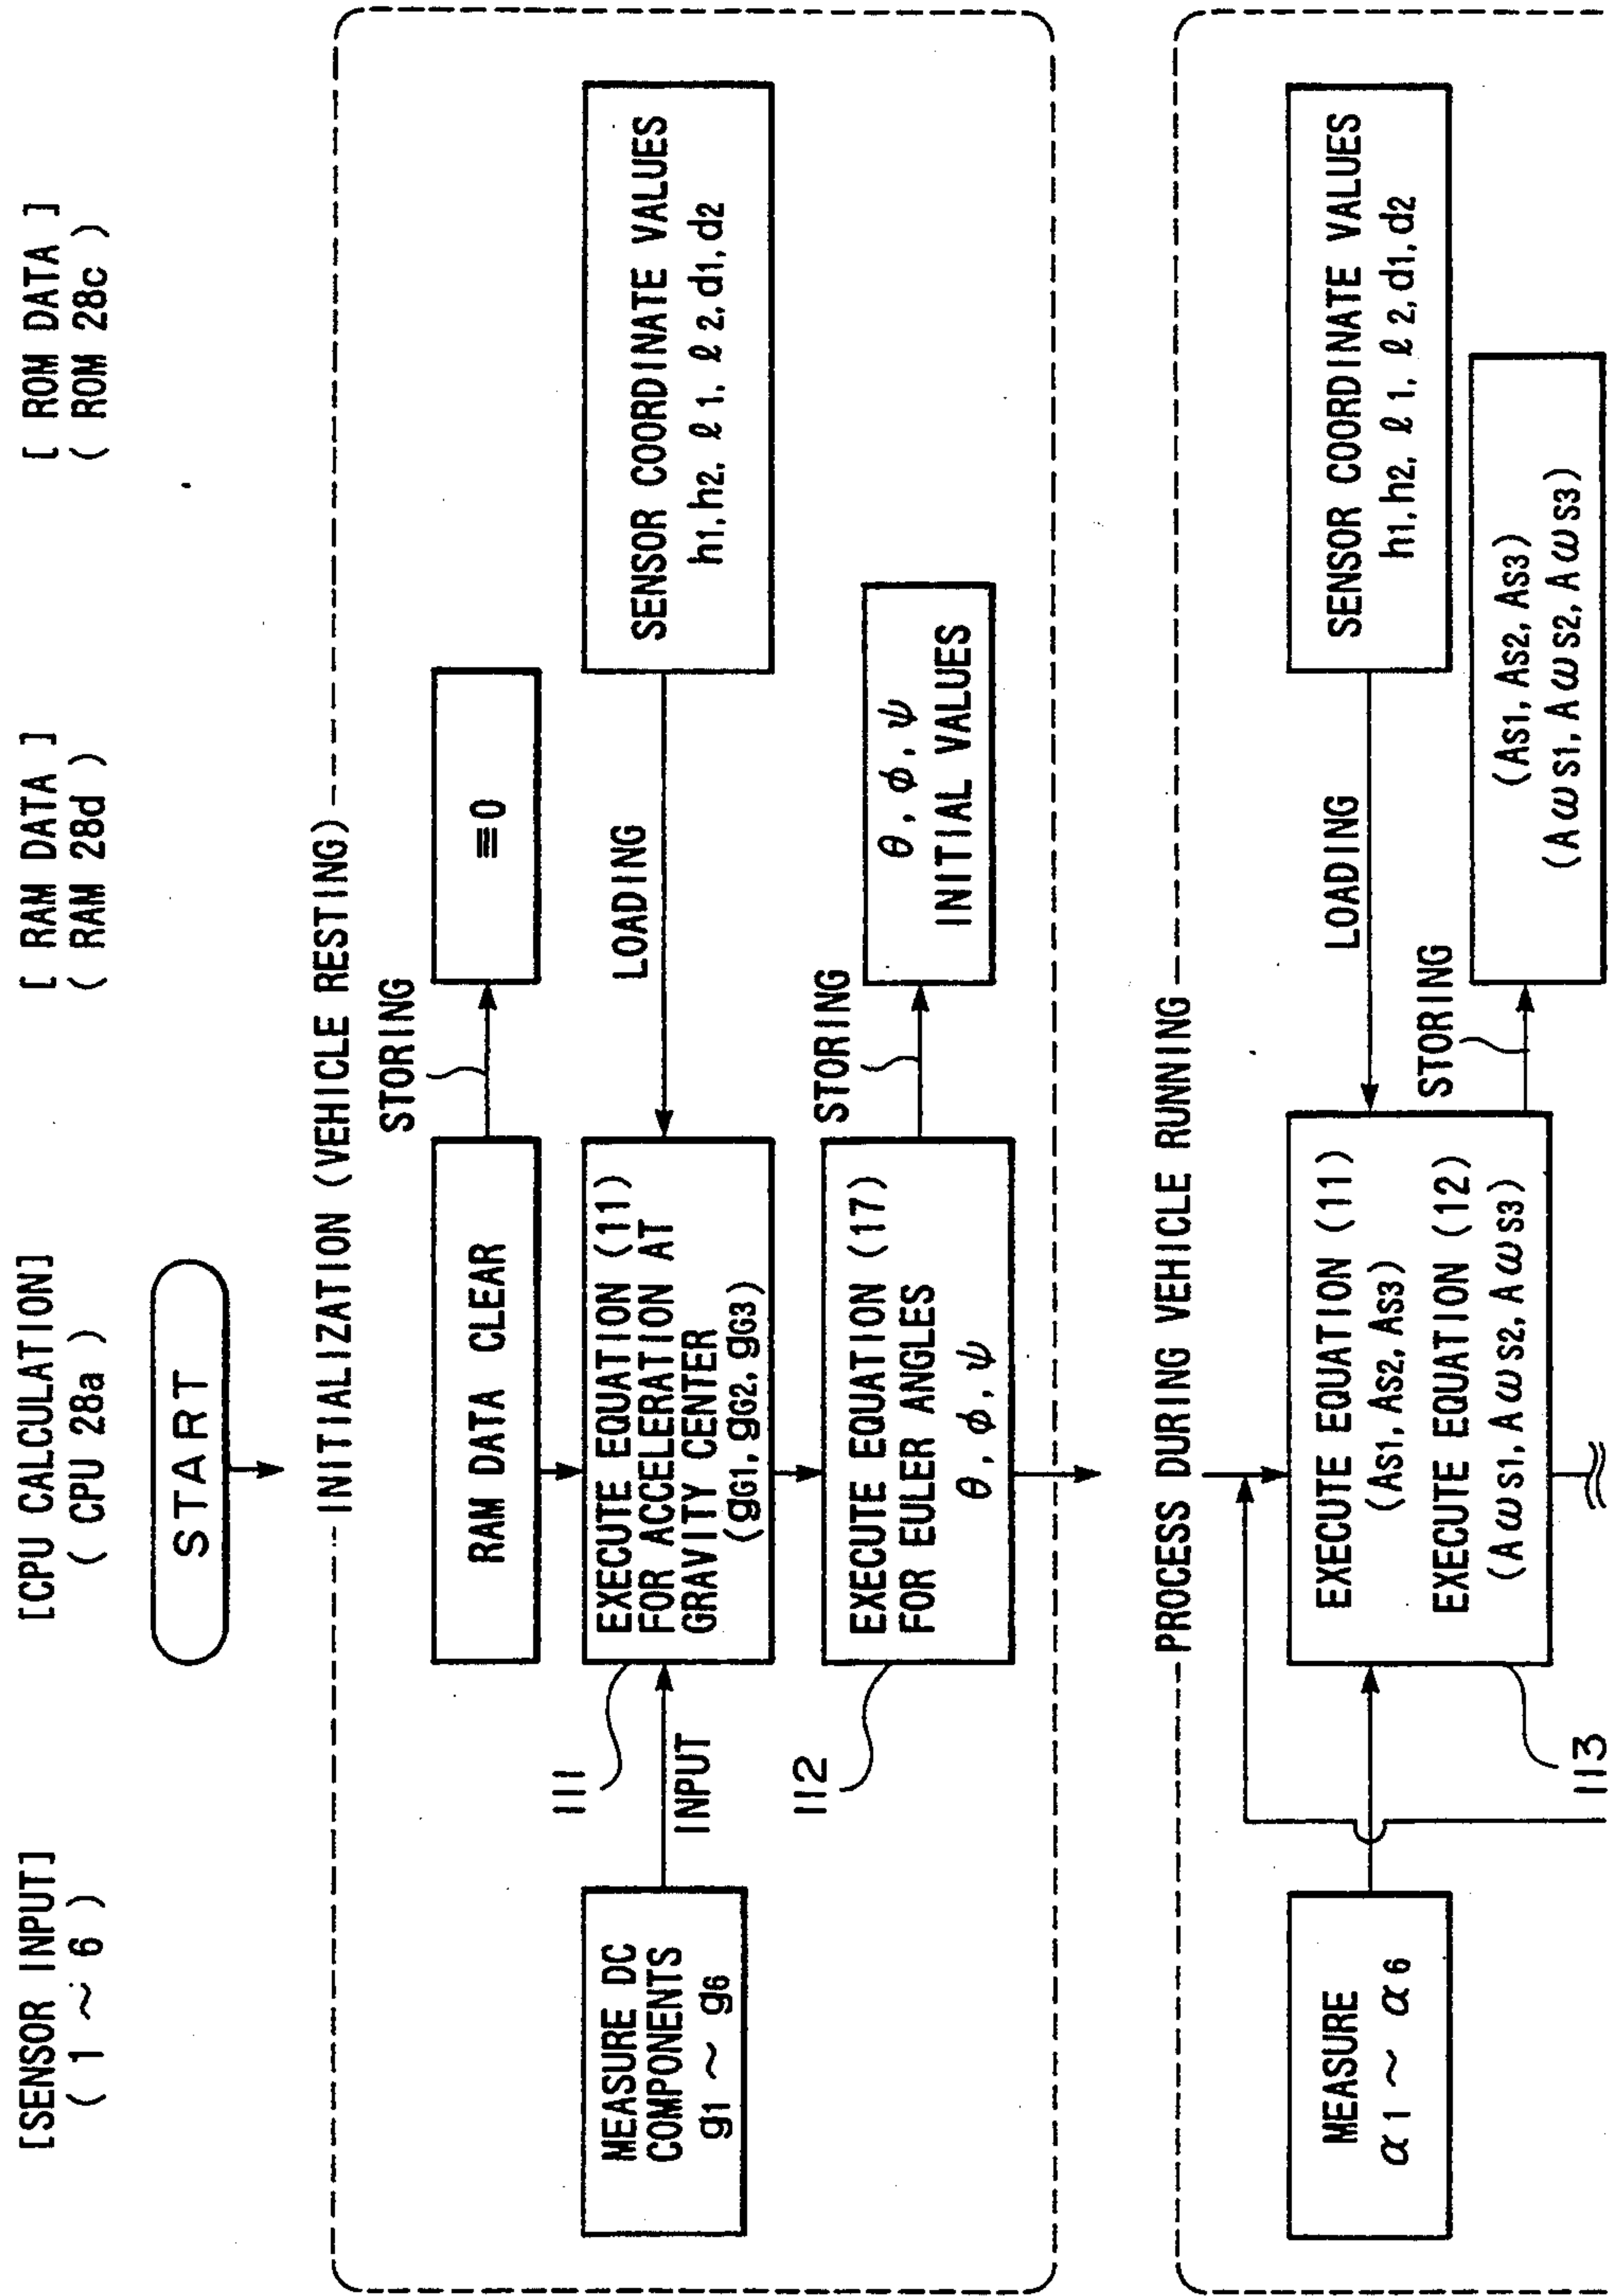 [SENSOR INPUT]
( 1 ~ 6 )
[CPU CALCULATION]
( CPU 28a )
[ RAM DATA ]
( RAM 28d )
[ ROM DATA ]
( ROM 28c )
START
INITIALIZATION (VEHICLE RESTING)
RAM DATA CLEAR
STORING
≡0
MEASURE DC
COMPONENTS
g1 ~ g6
INPUT
111
EXECUTE EQUATION (11)
FOR ACCELERATION AT
GRAVITY CENTER
(gG1, gG2, gG3)
LOADING
SENSOR COORDINATE VALUES
h1, h2, ℓ1, ℓ2, d1, d2
112
EXECUTE EQUATION (17)
FOR EULER ANGLES
θ, ϕ, ψ
STORING
θ, ϕ, ψ
INITIAL VALUES
PROCESS DURING VEHICLE RUNNING
MEASURE
α1 ~ α6
113
EXECUTE EQUATION (11)
(AS1, AS2, AS3)
EXECUTE EQUATION (12)
(AωS1, AωS2, AωS3)
LOADING
SENSOR COORDINATE VALUES
h1, h2, ℓ1, ℓ2, d1, d2
STORING
(AS1, AS2, AS3)
(AωS1, AωS2, AωS3)